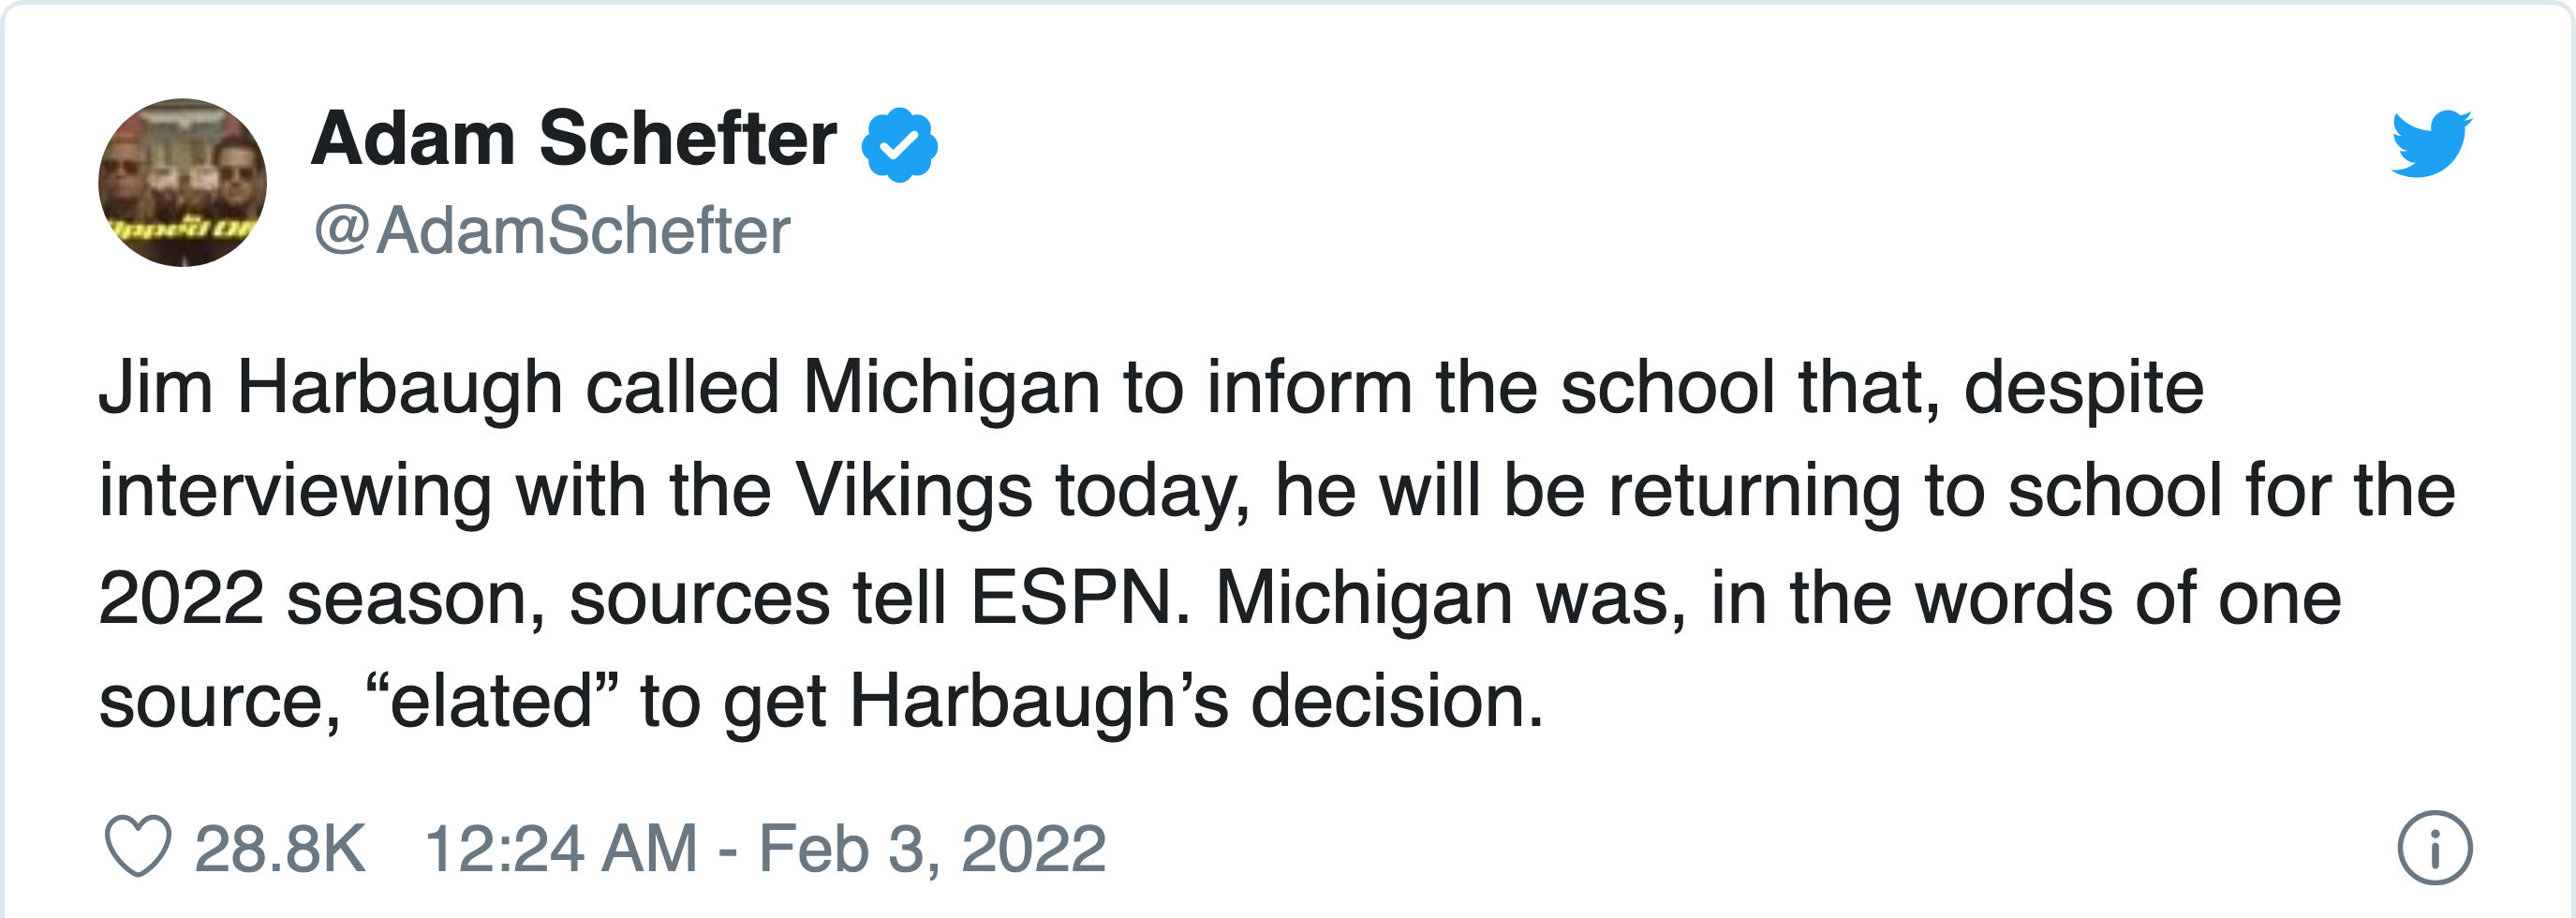 Adam Schefter
@AdamSchefter
Jim Harbaugh called Michigan to inform the school that, despite
interviewing with the Vikings today, he will be returning to school for the
2022 season, sources tell ESPN. Michigan was, in the words of one
source, “elated” to get Harbaugh’s decision.
28.8K 12:24 AM - Feb 3, 2022